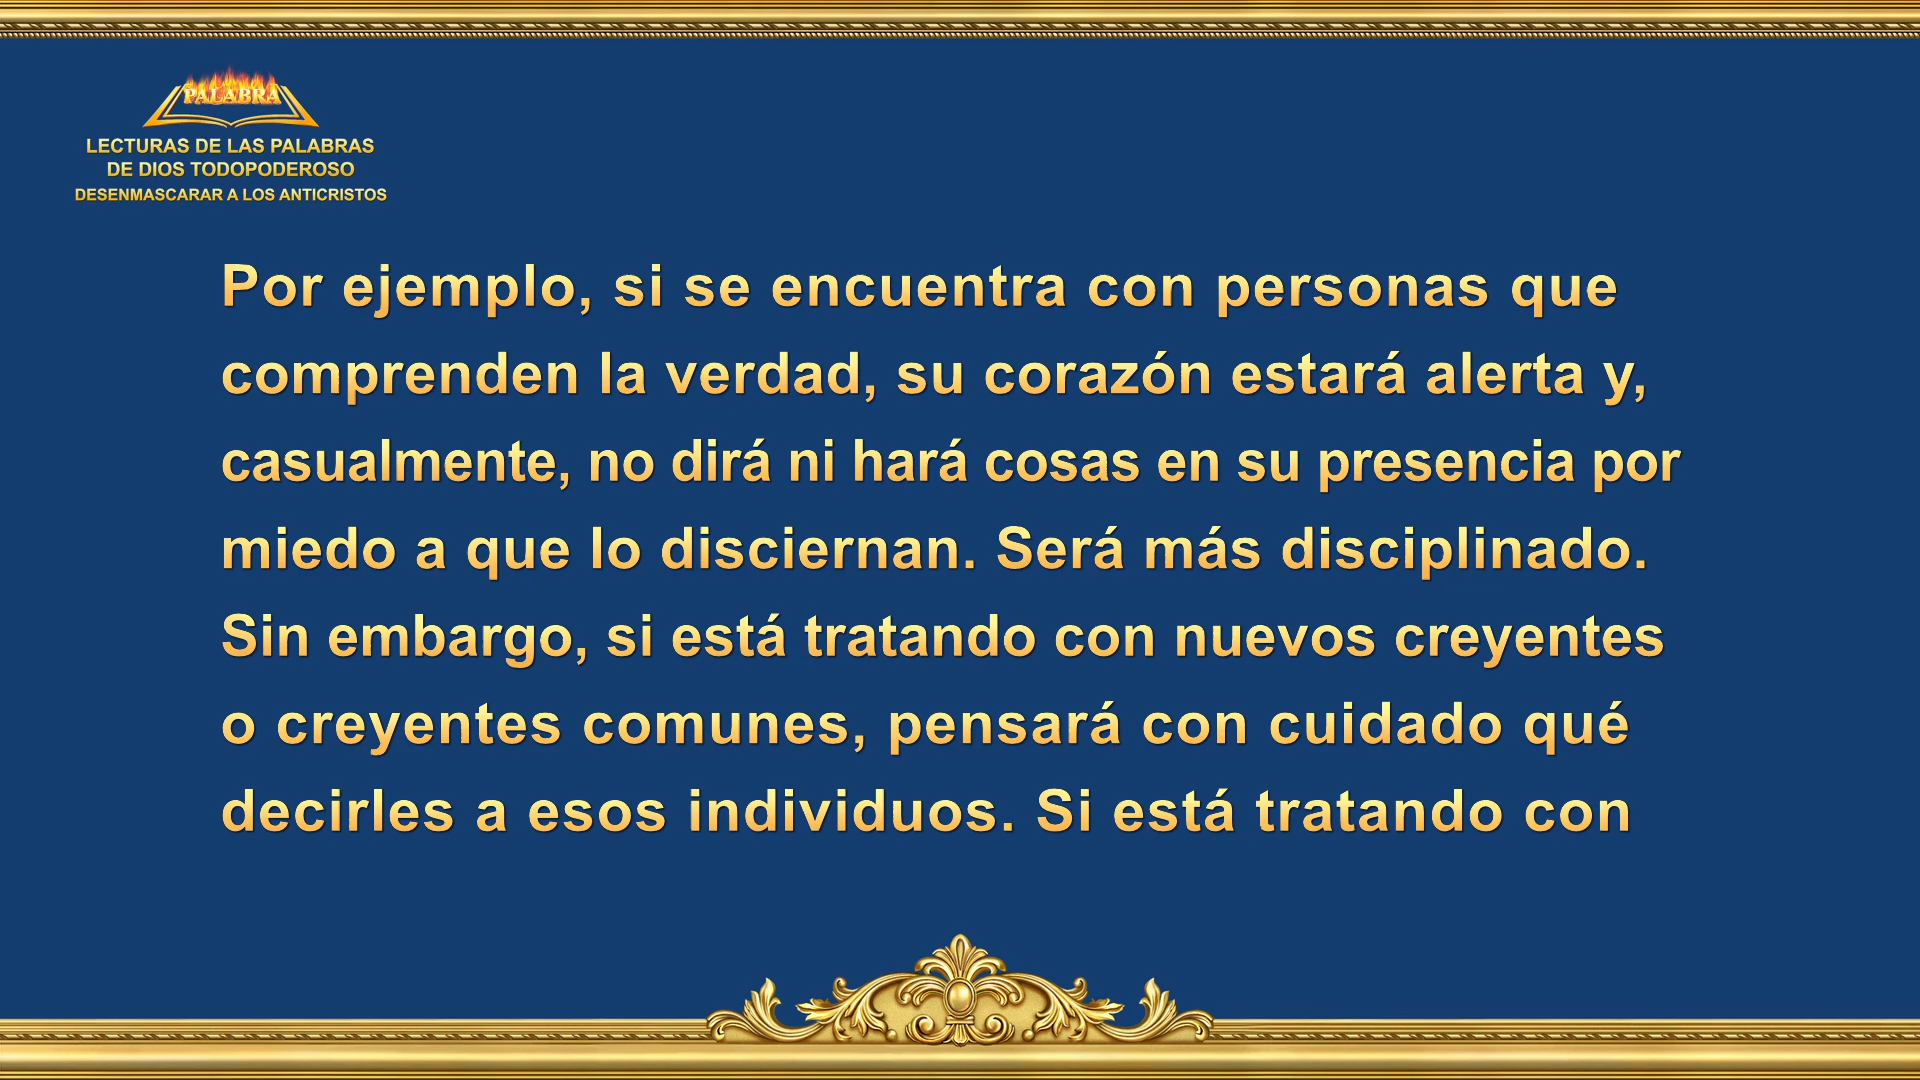 PALABRA
LECTURAS DE LAS PALABRAS
DE DIOS TODOPODEROSO
DESENMASCARAR A LOS ANTICRISTOS
Por ejemplo, si se encuentra con personas que
comprenden la verdad, su corazón estará alerta y,
casualmente, no dirá ni hará cosas en su presencia por
miedo a que lo disciernan. Será más disciplinado.
Sin embargo, si está tratando con nuevos creyentes
o creyentes comunes, pensará con cuidado qué
decirles a esos individuos. Si está tratando con